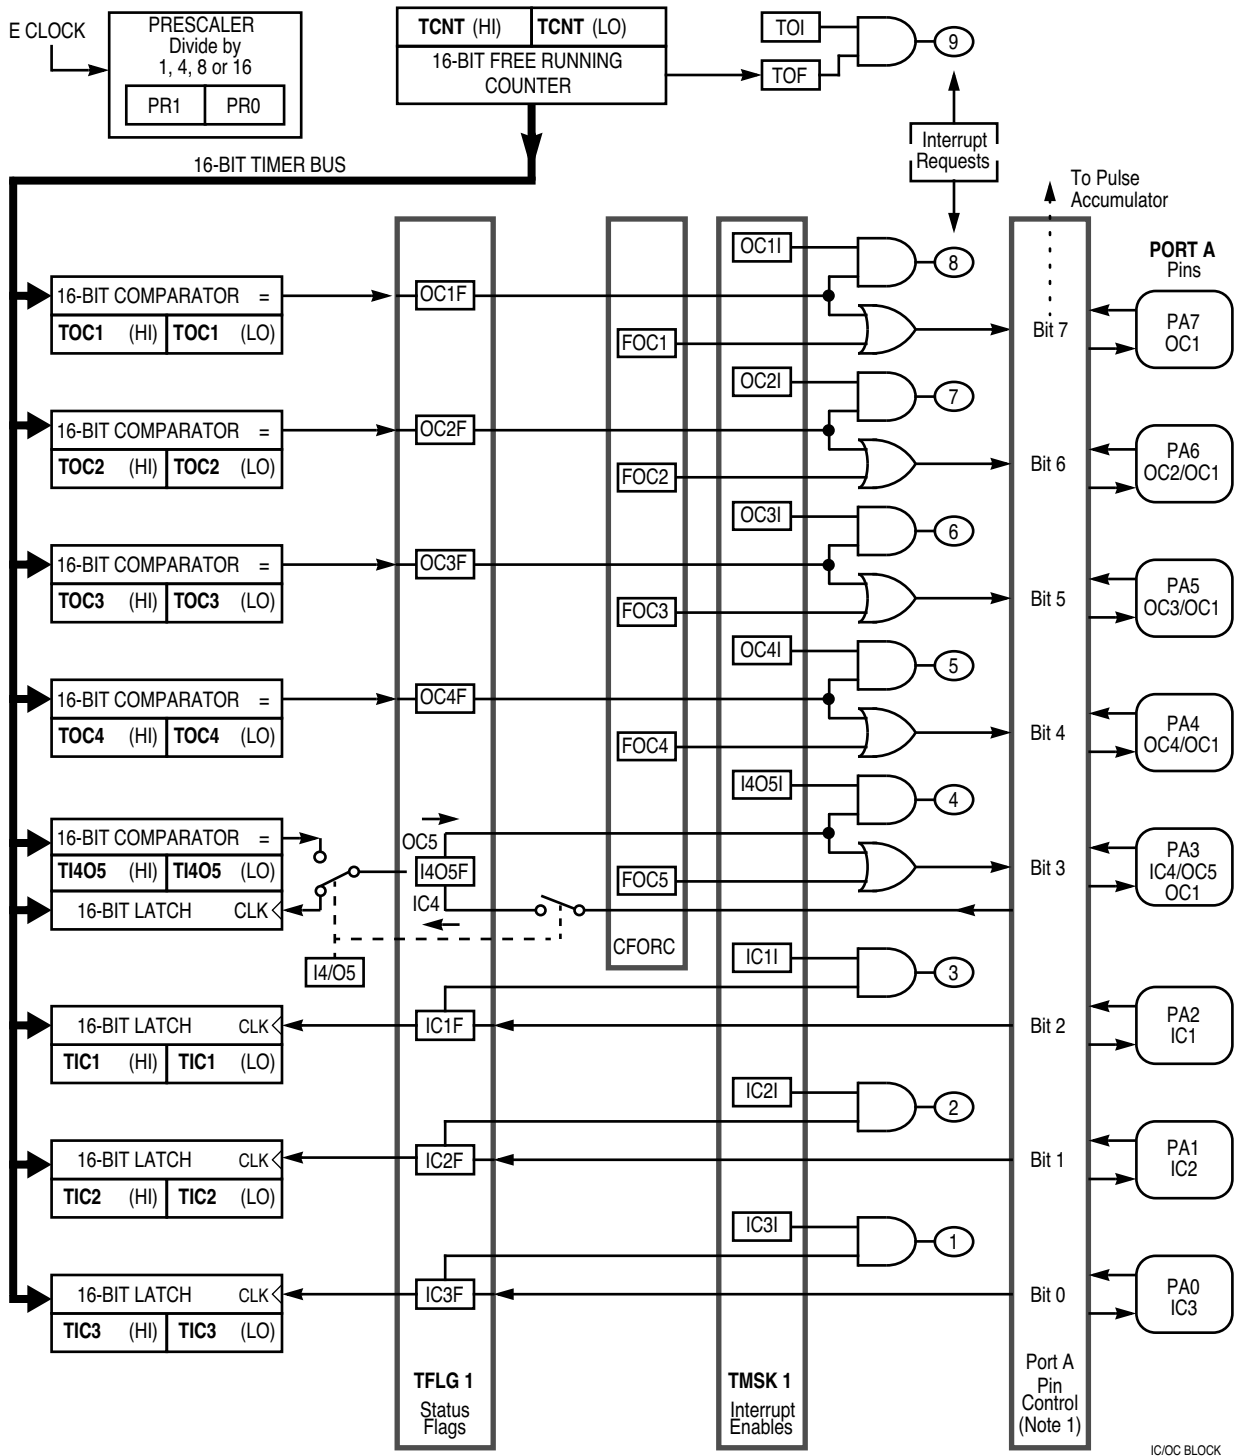 E CLOCK
PRESCALER
Divide by
1, 4, 8 or 16
PR1 PR0
TCNT (HI) TCNT (LO)
16-BIT FREE RUNNING
COUNTER
TOI
TOF
9
Interrupt
Requests
16-BIT TIMER BUS
To Pulse
Accumulator
PORT A
Pins
OC1I
8
16-BIT COMPARATOR =
TOC1 (HI) TOC1 (LO)
OC1F
FOC1
Bit 7
PA7
OC1
OC2I
7
16-BIT COMPARATOR =
TOC2 (HI) TOC2 (LO)
OC2F
FOC2
Bit 6
PA6
OC2/OC1
OC3I
6
16-BIT COMPARATOR =
TOC3 (HI) TOC3 (LO)
OC3F
FOC3
Bit 5
PA5
OC3/OC1
OC4I
5
16-BIT COMPARATOR =
TOC4 (HI) TOC4 (LO)
OC4F
FOC4
Bit 4
PA4
OC4/OC1
I4O5I
4
16-BIT COMPARATOR =
TI4O5 (HI) TI4O5 (LO)
16-BIT LATCH CLK
OC5
I4O5F
IC4
FOC5
Bit 3
PA3
IC4/OC5
OC1
I4/O5
CFORC
IC1I
3
16-BIT LATCH CLK
TIC1 (HI) TIC1 (LO)
IC1F
Bit 2
PA2
IC1
IC2I
2
16-BIT LATCH CLK
TIC2 (HI) TIC2 (LO)
IC2F
Bit 1
PA1
IC2
IC3I
1
16-BIT LATCH CLK
TIC3 (HI) TIC3 (LO)
IC3F
Bit 0
PA0
IC3
TFLG 1
Status
Flags
TMSK 1
Interrupt
Enables
Port A
Pin
Control
(Note 1)
IC/OC BLOCK